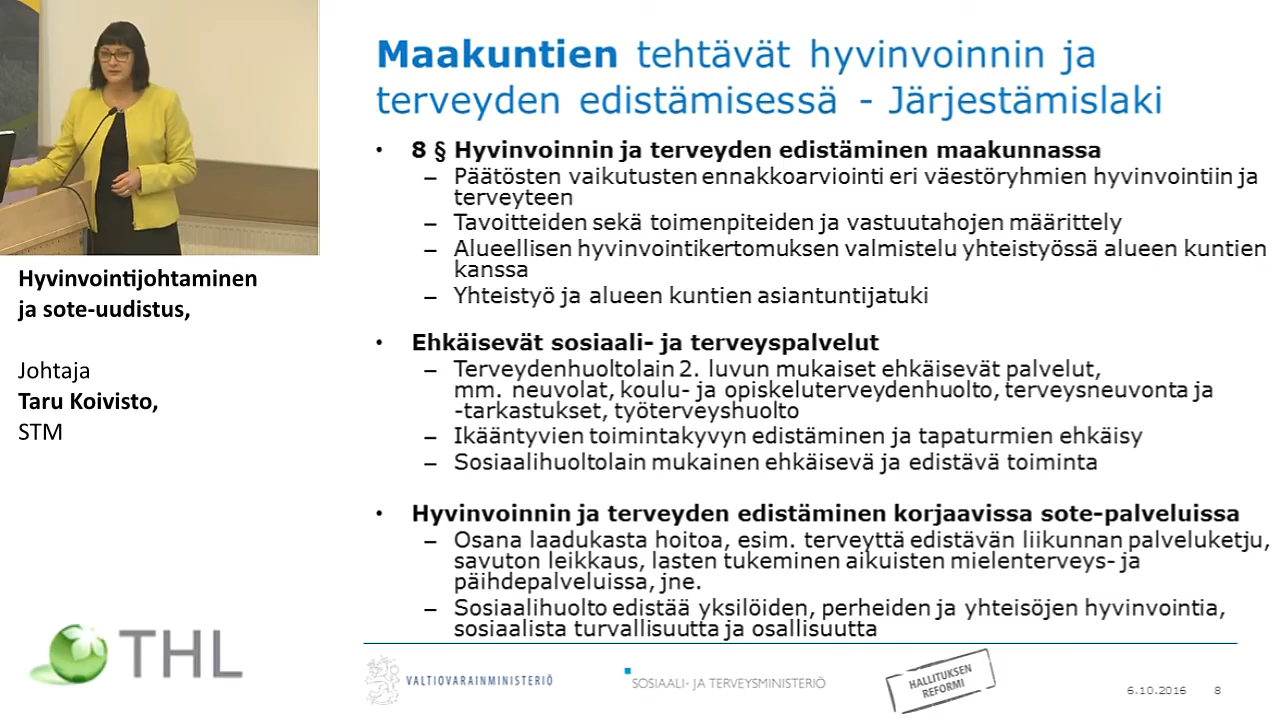 Maakuntien tehtävät hyvinvoinnin ja
terveyden edistämisessä - Järjestämislaki
• 8 § Hyvinvoinnin ja terveyden edistäminen maakunnassa
– Päätösten vaikutusten ennakkoarviointi eri väestöryhmien hyvinvointiin ja
terveyteen
– Tavoitteiden sekä toimenpiteiden ja vastuutahojen määrittely
– Alueellisen hyvinvointikertomuksen valmistelu yhteistyössä alueen kuntien
kanssa
– Yhteistyö ja alueen kuntien asiantuntijatuki
• Ehkäisevät sosiaali- ja terveyspalvelut
– Terveydenhuoltolain 2. luvun mukaiset ehkäisevät palvelut,
mm. neuvolat, koulu- ja opiskeluterveydenhuolto, terveysneuvonta ja
-tarkastukset, työterveyshuolto
– Ikääntyvien toimintakyvyn edistäminen ja tapaturmien ehkäisy
– Sosiaalihuoltolain mukainen ehkäisevä ja edistävä toiminta
• Hyvinvoinnin ja terveyden edistäminen korjaavissa sote-palveluissa
– Osana laadukasta hoitoa, esim. terveyttä edistävän liikunnan palveluketju,
savuton leikkaus, lasten tukeminen aikuisten mielenterveys- ja
päihdepalveluissa, jne.
– Sosiaalihuolto edistää yksilöiden, perheiden ja yhteisöjen hyvinvointia,
sosiaalista turvallisuutta ja osallisuutta
Hyvinvointijohtaminen
ja sote-uudistus,
Johtaja
Taru Koivisto,
STM
THL
VALTIOVARAINMINISTERIÖ
SOSIAALI- JA TERVEYSMINISTERIÖ
HALLITUKSEN
REFORMI
6.10.2016 8